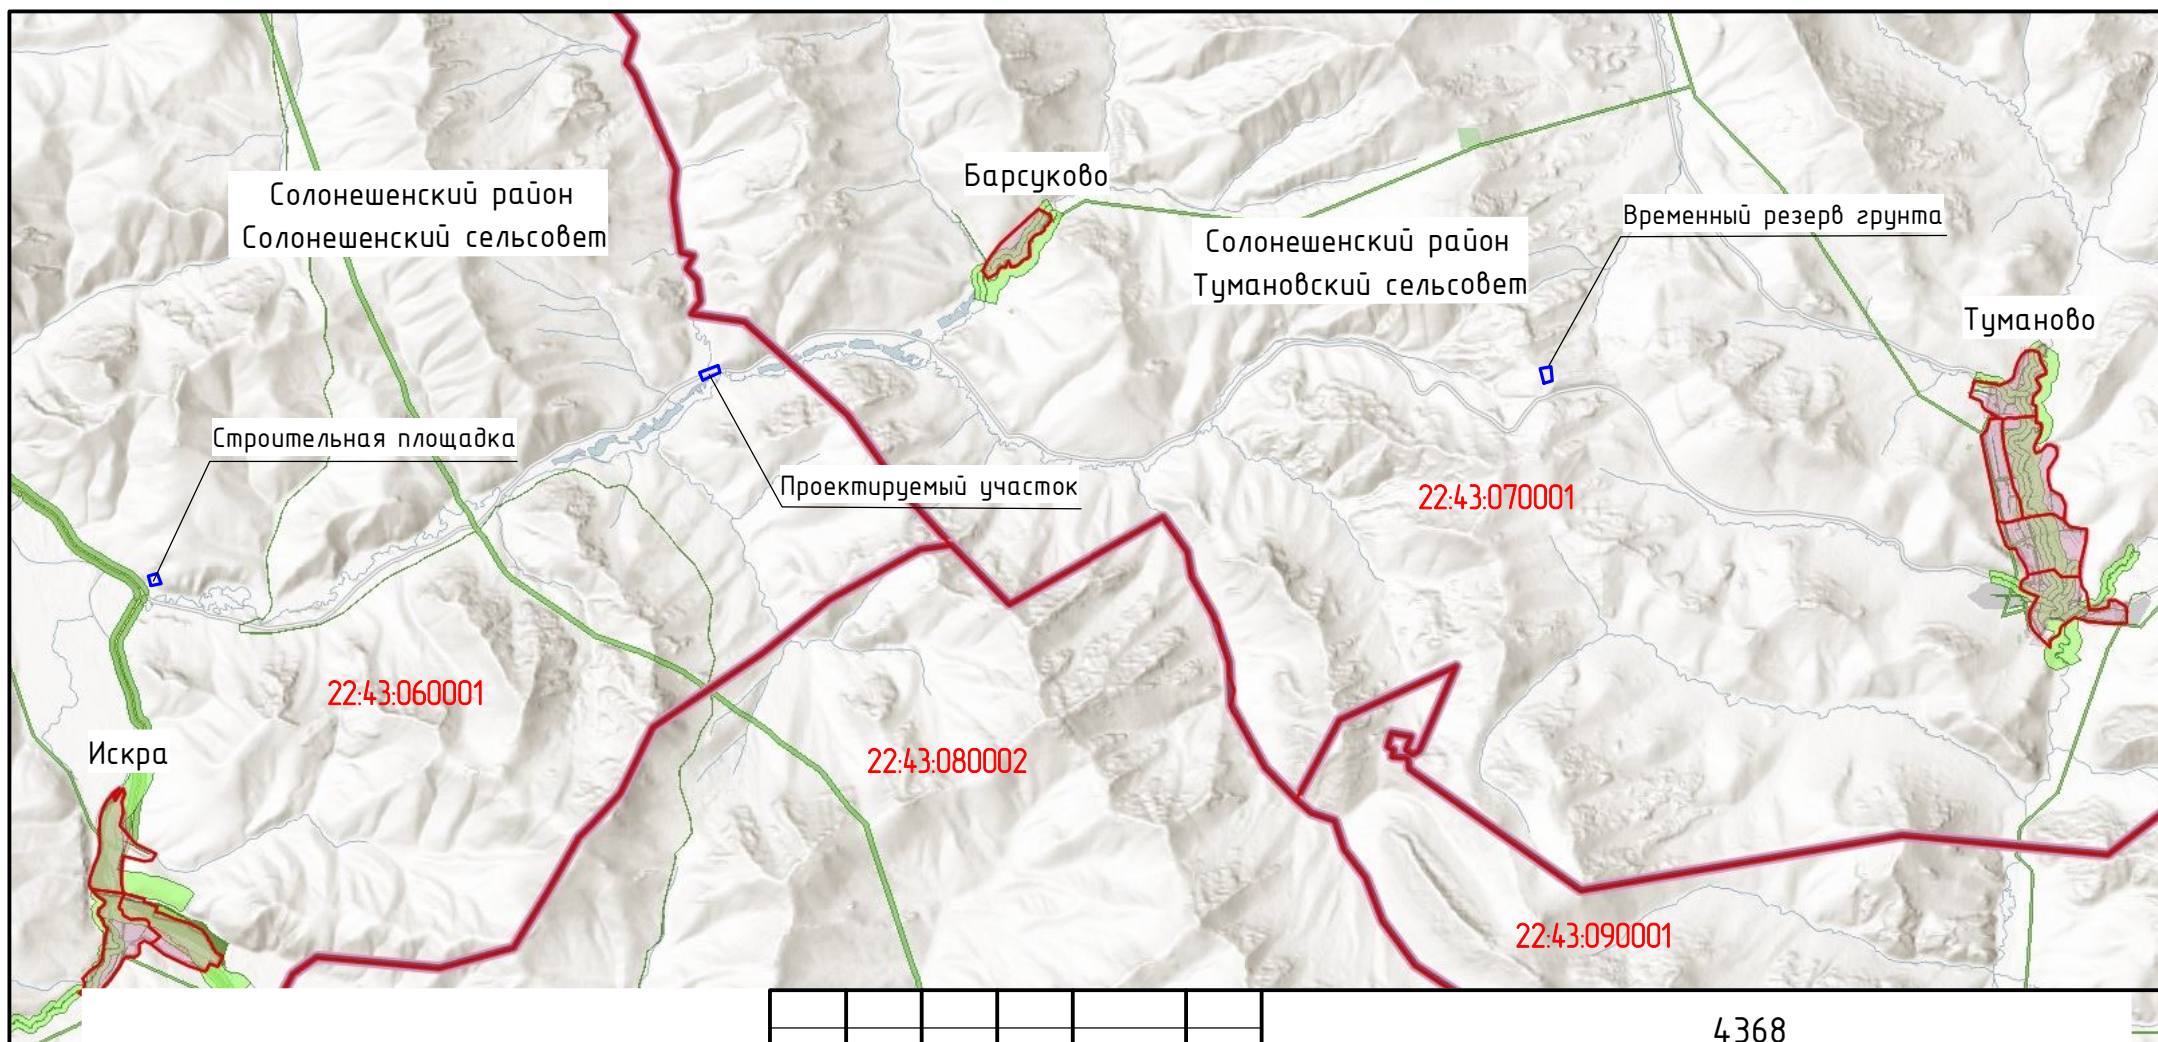 Барсуково
Солонешенский район
Солонешенский сельсовет
Временный резерв грунта
Солонешенский район
Тумановский сельсовет
Туманово
Строительная площадка
Проектируемый участок
22:43:070001
22:43:060001
Искра
22:43:080002
22:43:090001
4368